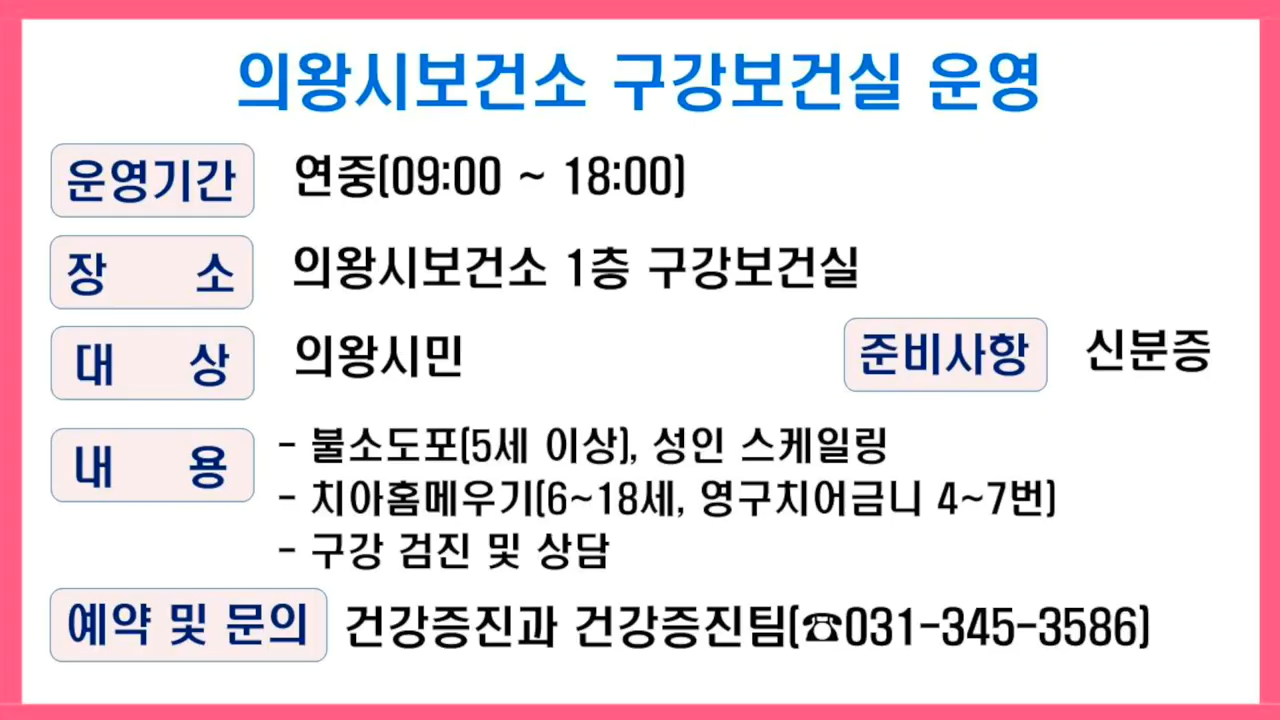 의왕시보건소 구강보건실 운영
운영기간 연중(09:00 ~ 18:00)
장 소 의왕시보건소 1층 구강보건실
대 상 의왕시민 준비사항 신분증
내 용 - 불소도포(5세 이상), 성인 스케일링
- 치아홈메우기(6~18세, 영구치어금니 4~7번)
- 구강 검진 및 상담
예약 및 문의 건강증진과 건강증진팀(☎031-345-3586)